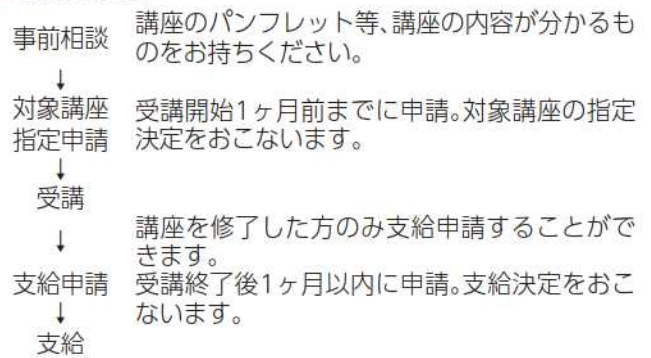 事前相談
講座のパンフレット等、講座の内容が分かるも
のをお持ちください。
↓
対象講座
指定申請
受講開始1ヶ月前までに申請。対象講座の指定
決定をおこないます。
↓
受講
↓
講座を修了した方のみ支給申請することがで
きます。
支給申請
受講終了後1ヶ月以内に申請。支給決定をおこ
ないます。
↓
支給